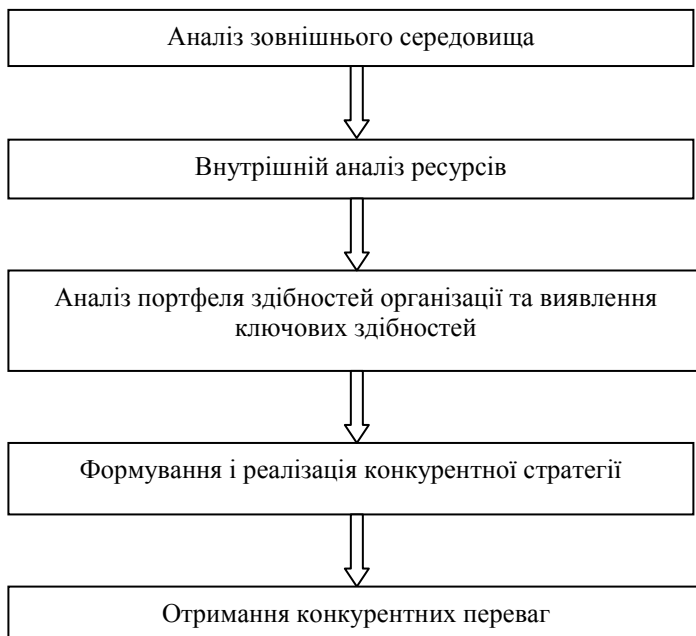 Аналіз зовнішнього середовища
Внутрішній аналіз ресурсів
Аналіз портфеля здібностей організації та виявлення
ключових здібностей
Формування і реалізація конкурентної стратегії
Отримання конкурентних переваг